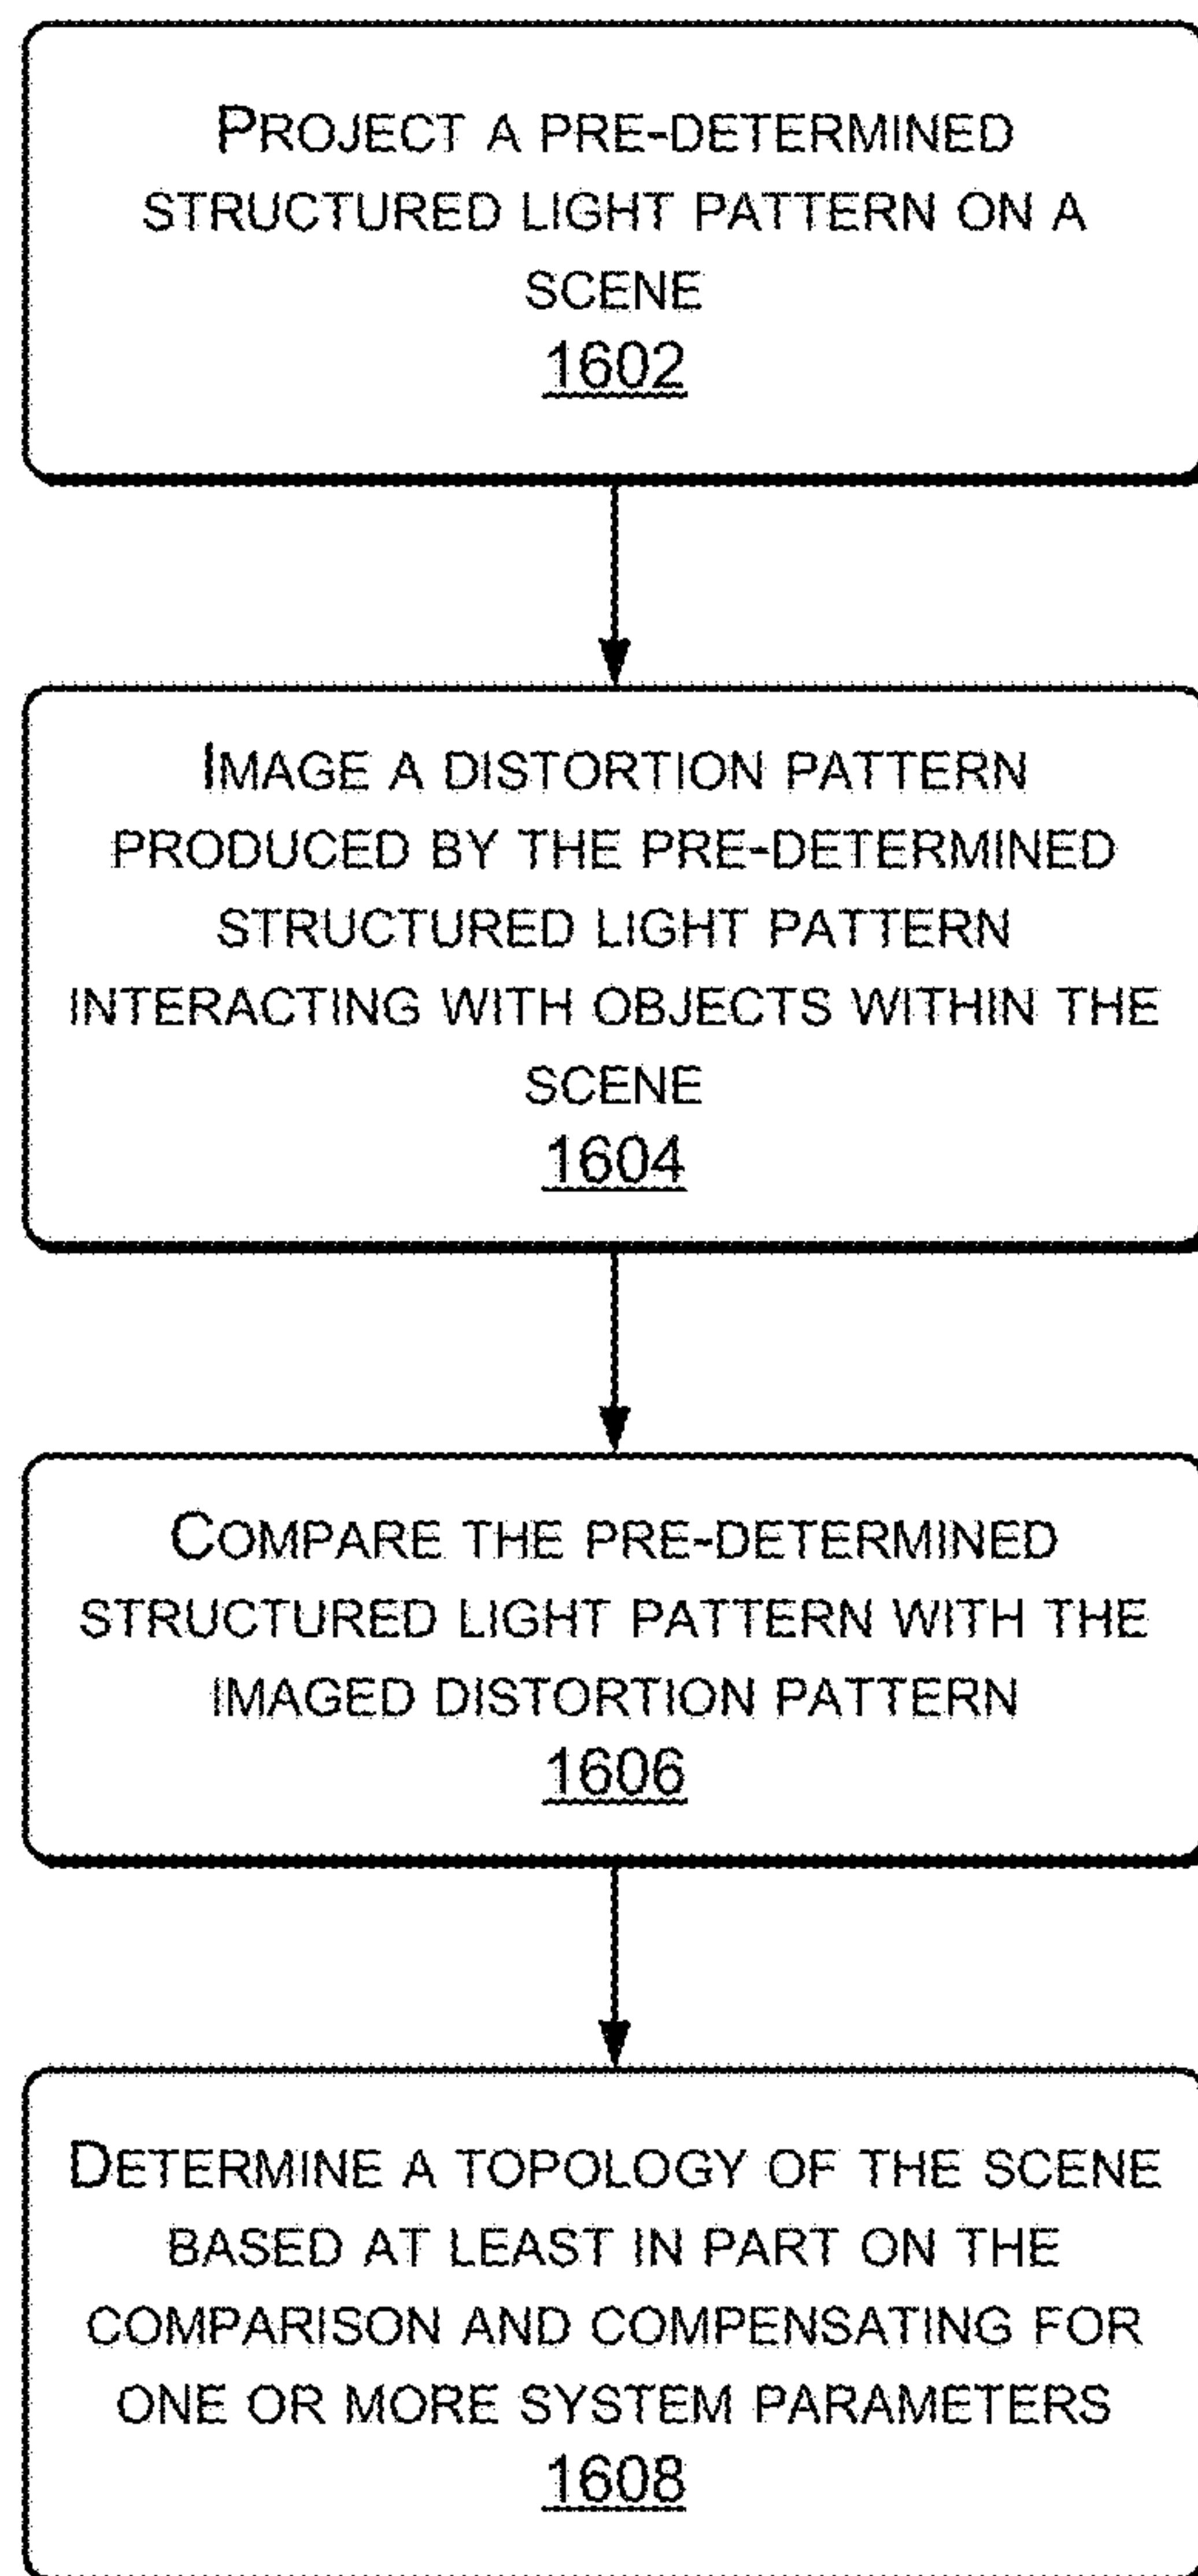 PROJECT A PRE-DETERMINED
STRUCTURED LIGHT PATTERN ON A
SCENE
1602
IMAGE A DISTORTION PATTERN
PRODUCED BY THE PRE-DETERMINED
STRUCTURED LIGHT PATTERN
INTERACTING WITH OBJECTS WITHIN THE
SCENE
1604
COMPARE THE PRE-DETERMINED
STRUCTURED LIGHT PATTERN WITH THE
IMAGED DISTORTION PATTERN
1606
DETERMINE A TOPOLOGY OF THE SCENE
BASED AT LEAST IN PART ON THE
COMPARISON AND COMPENSATING FOR
ONE OR MORE SYSTEM PARAMETERS
1608